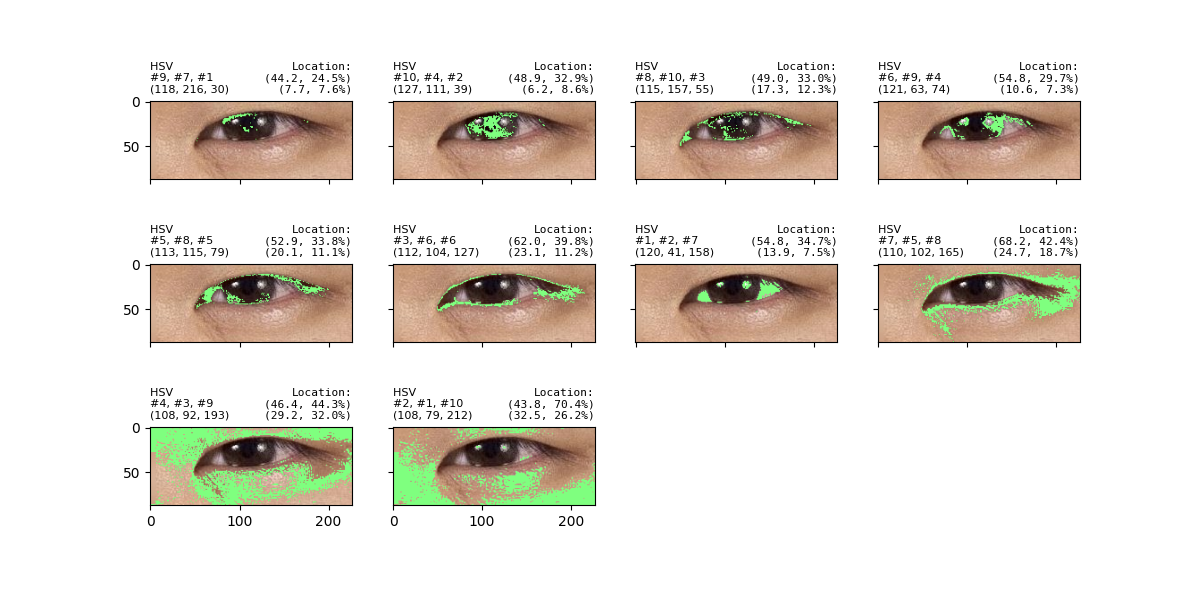 HSV Location:
#9, #7, #1 (44.2, 24.5%)
(118, 216, 30) (7.7, 7.6%)
HSV Location:
#10, #4, #2 (48.9, 32.9%)
(127, 111, 39) (6.2, 8.6%)
HSV Location:
#8, #10, #3 (49.0, 33.0%)
(115, 157, 55) (17.3, 12.3%)
HSV Location:
#6, #9, #4 (54.8, 29.7%)
(121, 63, 74) (10.6, 7.3%)
0
50
HSV Location:
#5, #8, #5 (52.9, 33.8%)
(113, 115, 79) (20.1, 11.1%)
HSV Location:
#3, #6, #6 (62.0, 39.8%)
(112, 104, 127) (23.1, 11.2%)
HSV Location:
#1, #2, #7 (54.8, 34.7%)
(120, 41, 158) (13.9, 7.5%)
HSV Location:
#7, #5, #8 (68.2, 42.4%)
(110, 102, 165) (24.7, 18.7%)
0
50
HSV Location:
#4, #3, #9 (46.4, 44.3%)
(108, 92, 193) (29.2, 32.0%)
HSV Location:
#2, #1, #10 (43.8, 70.4%)
(108, 79, 212) (32.5, 26.2%)
0
50
0 100 200
0 100 200